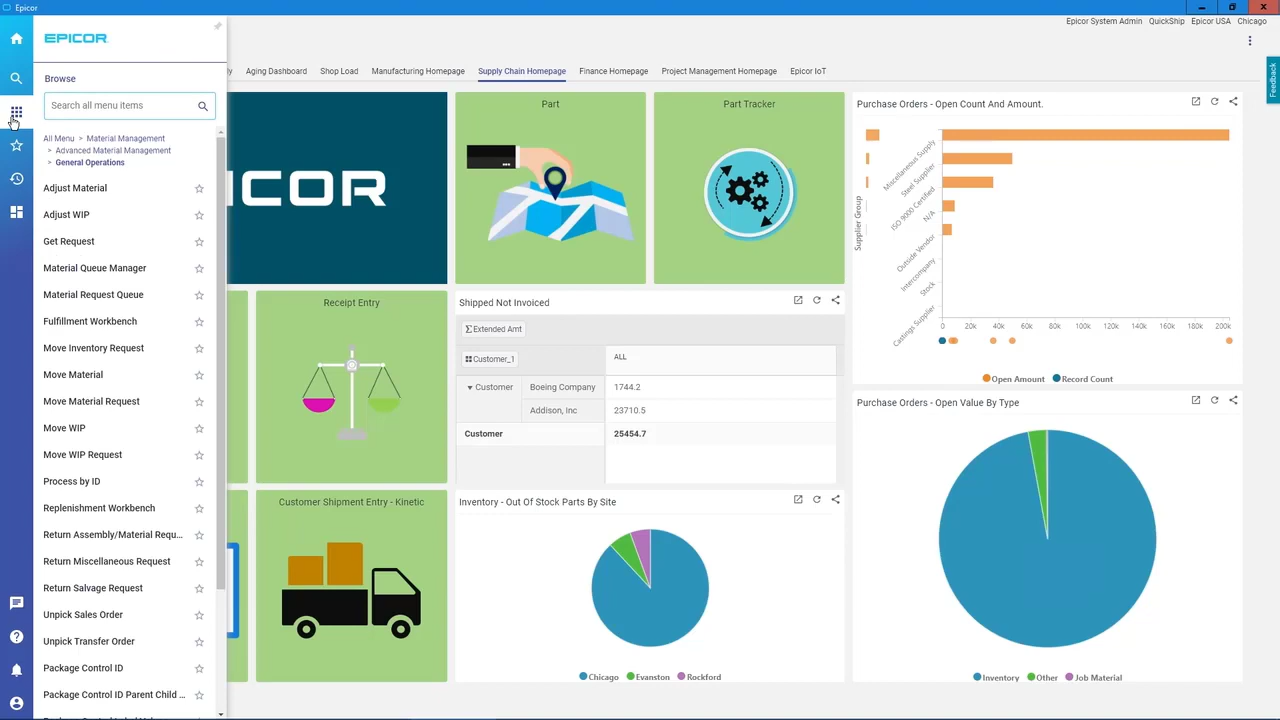 Epicor
Epicor System Admin QuickShip Epicor USA Chicago
EPICOR
Browse
Search all menu items
All Menu > Material Management
> Advanced Material Management
> General Operations
Adjust Material
Adjust WIP
Get Request
Material Queue Manager
Material Request Queue
Fulfillment Workbench
Move Inventory Request
Move Material
Move Material Request
Move WIP
Move WIP Request
Process by ID
Replenishment Workbench
Return Assembly/Material Requ...
Return Miscellaneous Request
Return Salvage Request
Unpick Sales Order
Unpick Transfer Order
Package Control ID
Package Control ID Parent Child ...
ly Aging Dashboard Shop Load Manufacturing Homepage Supply Chain Homepage Finance Homepage Project Management Homepage Epicor IoT
Feedback
ICOR
Part
Part Tracker
Receipt Entry
Customer Shipment Entry - Kinetic
Shipped Not Invoiced
ΣExtended Amt
Customer_1
ALL
Customer Boeing Company 1744.2
Addison, Inc 23710.5
Customer 25454.7
Inventory - Out Of Stock Parts By Site
Chicago Evanston Rockford
Purchase Orders - Open Count And Amount.
Supplier Group
Miscellaneous Supply
Steel Supplier
ISO 9000 Certified
N/A
Outside Vendor
Intercompany
Stock
Castings Supplier
0 20k 40k 60k 80k 100k 120k 140k 160k 180k 200k
Open Amount Record Count
Purchase Orders - Open Value By Type
Inventory Other Job Material